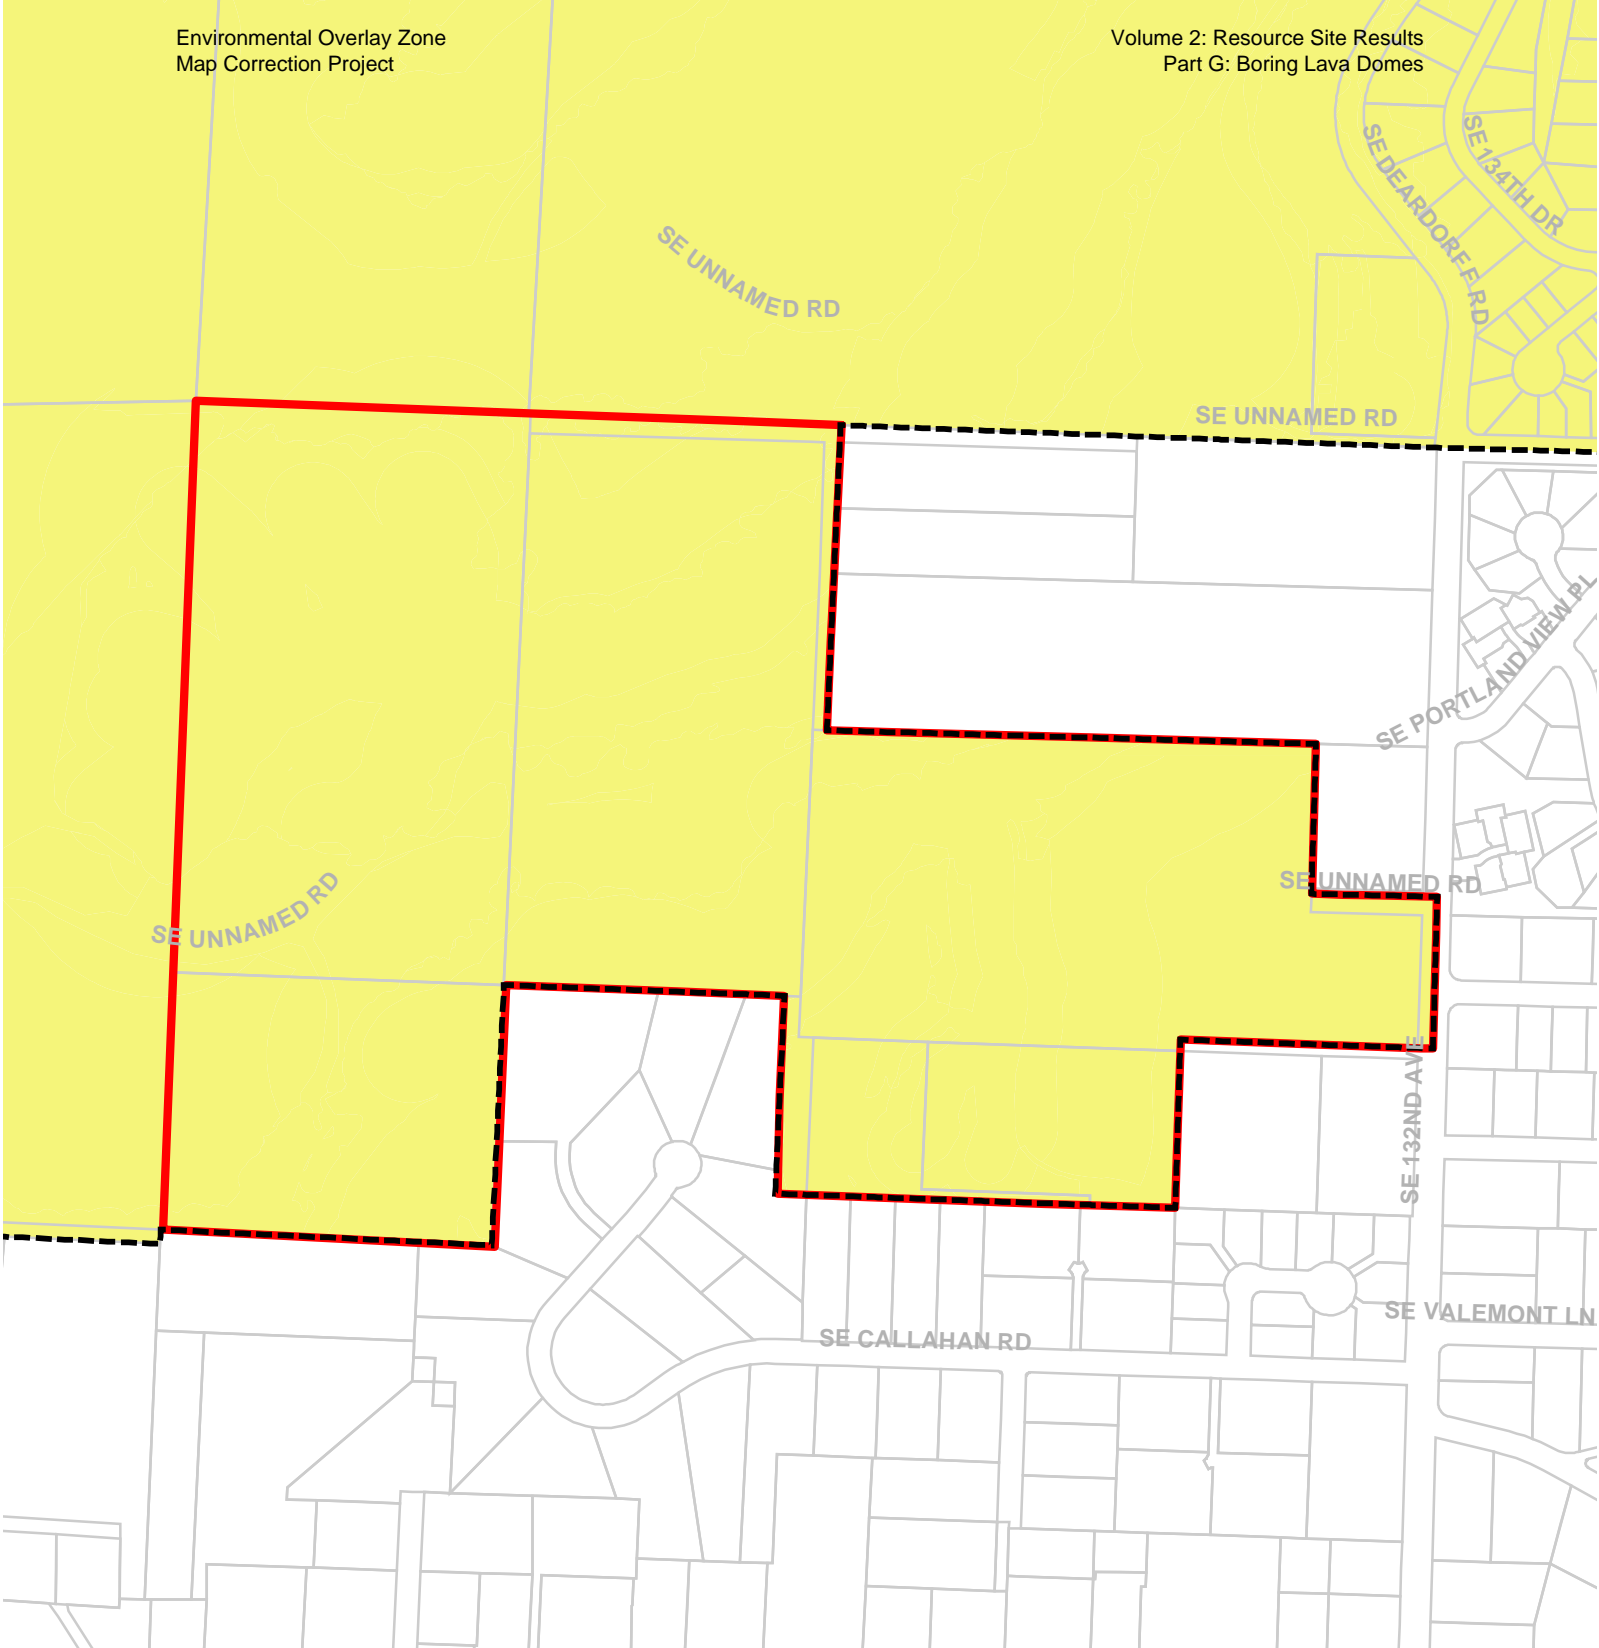 Environmental Overlay Zone
Map Correction Project
Volume 2: Resource Site Results
Part G: Boring Lava Domes
SE DEARDORFF RD
SE 134TH DR
SE UNNAMED RD
SE UNNAMED RD
SE PORTLAND VIEW PL
SE UNNAMED RD
SE UNNAMED RD
SE 132ND AVE
SE VALEMONT LN
SE CALLAHAN RD